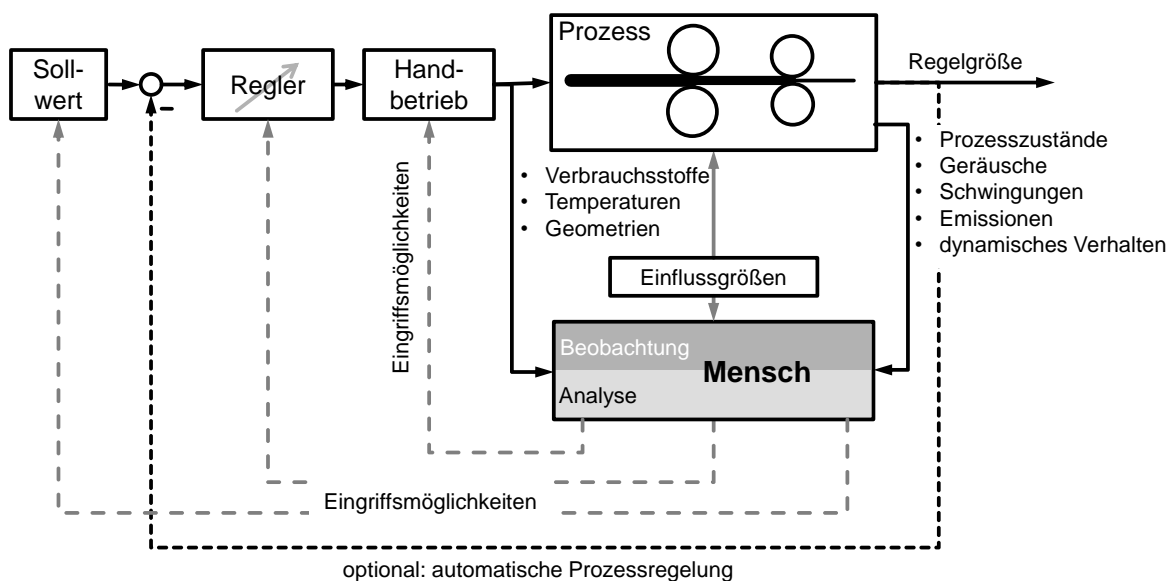 Prozess
Soll-
wert
Regler
Hand-
betrieb
Regelgröße
• Prozesszustände
• Geräusche
• Schwingungen
• Emissionen
• dynamisches Verhalten
• Verbrauchsstoffe
• Temperaturen
• Geometrien
Eingriffsmöglichkeiten
Einflussgrößen
Beobachtung
Mensch
Analyse
Eingriffsmöglichkeiten
optional: automatische Prozessregelung